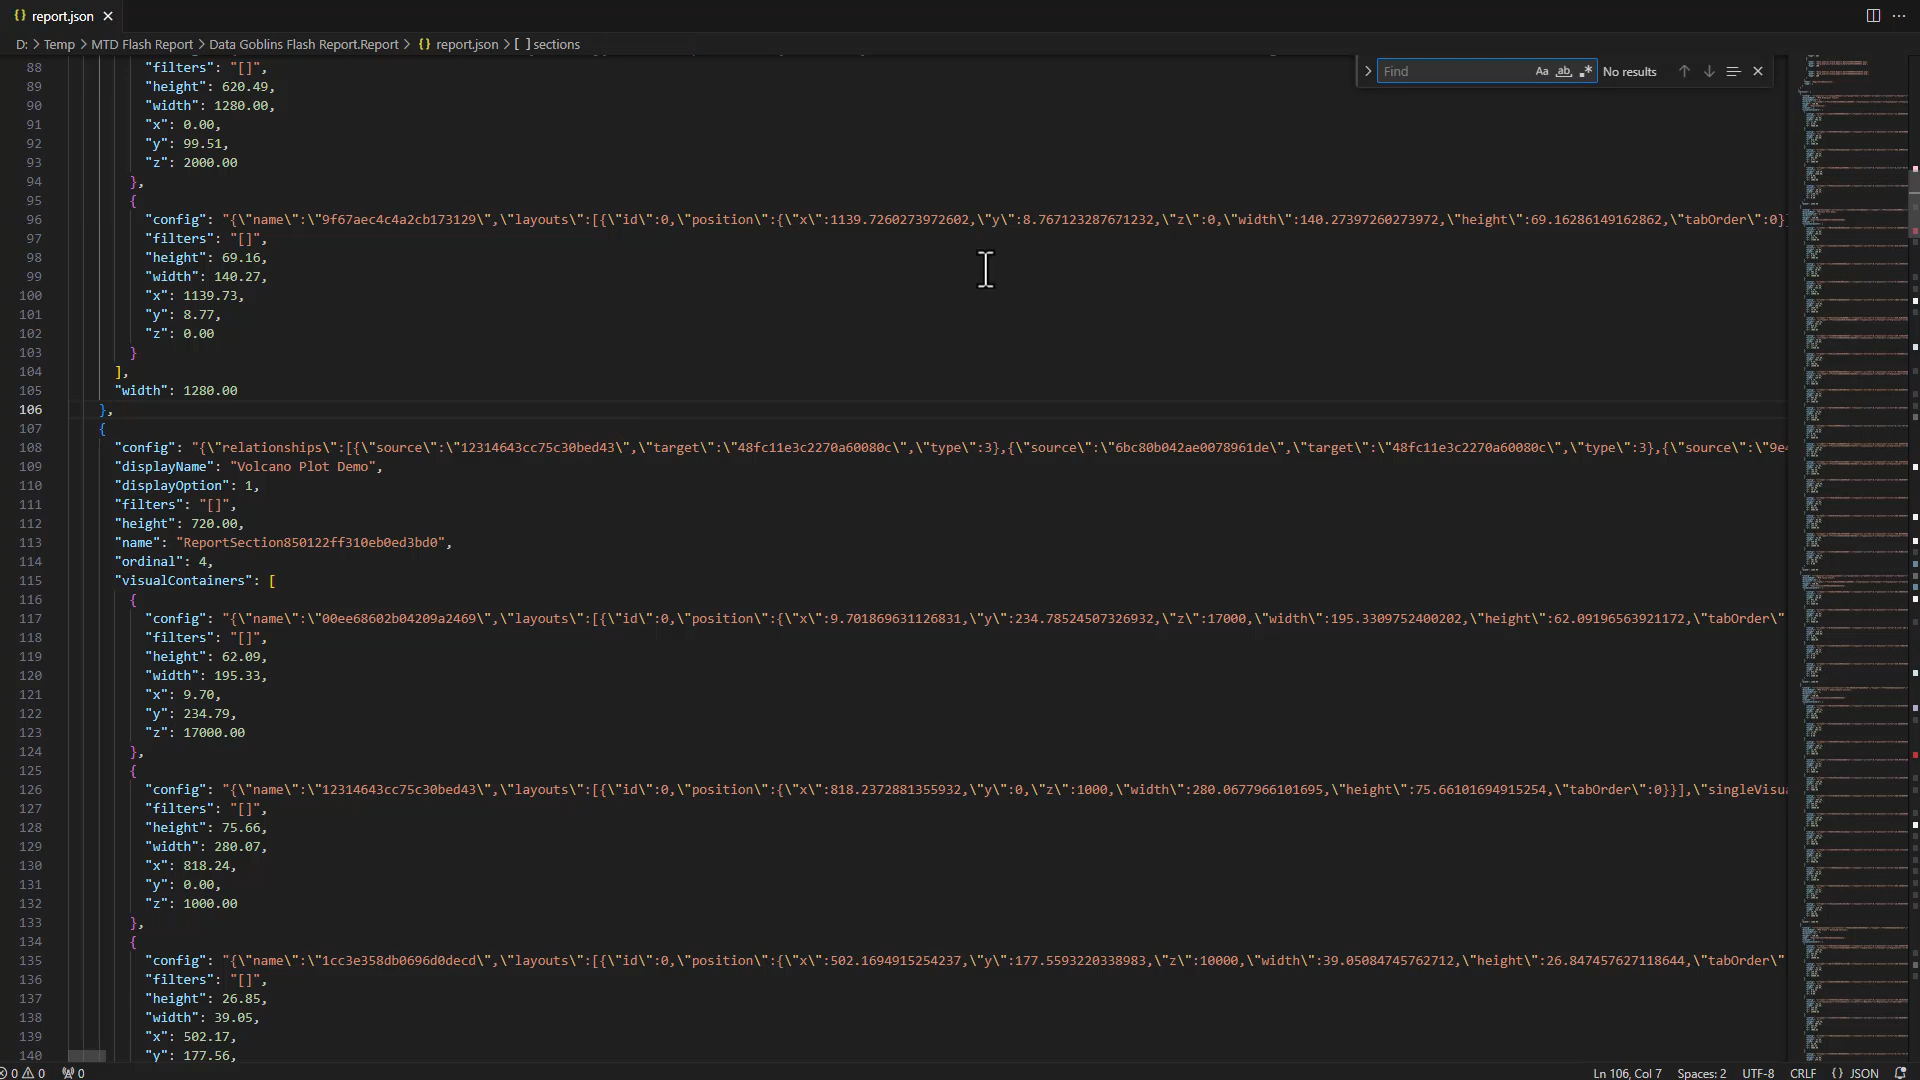 {} report.json ×
D: > Temp > MTD Flash Report > Data Goblins Flash Report.Report > {} report.json > [ ] sections
Find Aa ab .* No results
88 "filters": "[]",
89 "height": 620.49,
90 "width": 1280.00,
91 "x": 0.00,
92 "y": 99.51,
93 "z": 2000.00
94 },
95 {
96 "config": "{\"name\":\"9f67aec4c4a2cb173129\",\"layouts\":[{\"id\":0,\"position\":{\"x\":1139.7260273972602,\"y\":8.767123287671232,\"z\":0,\"width\":140.27397260273972,\"height\":69.16286149162862,\"tabOrder\":0}
97 "filters": "[]",
98 "height": 69.16,
99 "width": 140.27,
100 "x": 1139.73,
101 "y": 8.77,
102 "z": 0.00
103 }
104 ],
105 "width": 1280.00
106 },
107 {
108 "config": "{\"relationships\":[{\"source\":\"12314643cc75c30bed43\",\"target\":\"48fc11e3c2270a60080c\",\"type\":3},{\"source\":\"6bc80b042ae0078961de\",\"target\":\"48fc11e3c2270a60080c\",\"type\":3},{\"source\":\"9e4
109 "displayName": "Volcano Plot Demo",
110 "displayOption": 1,
111 "filters": "[]",
112 "height": 720.00,
113 "name": "ReportSection850122ff310eb0ed3bd0",
114 "ordinal": 4,
115 "visualContainers": [
116 {
117 "config": "{\"name\":\"00ee68602b04209a2469\",\"layouts\":[{\"id\":0,\"position\":{\"x\":9.701869631126831,\"y\":234.78524507326932,\"z\":17000,\"width\":195.3309752400202,\"height\":62.09196563921172,\"tabOrder\"
118 "filters": "[]",
119 "height": 62.09,
120 "width": 195.33,
121 "x": 9.70,
122 "y": 234.79,
123 "z": 17000.00
124 },
125 {
126 "config": "{\"name\":\"12314643cc75c30bed43\",\"layouts\":[{\"id\":0,\"position\":{\"x\":818.2372881355932,\"y\":0,\"z\":1000,\"width\":280.0677966101695,\"height\":75.66101694915254,\"tabOrder\":0}}],\"singleVisua
127 "filters": "[]",
128 "height": 75.66,
129 "width": 280.07,
130 "x": 818.24,
131 "y": 0.00,
132 "z": 1000.00
133 },
134 {
135 "config": "{\"name\":\"1cc3e358db0696d0decd\",\"layouts\":[{\"id\":0,\"position\":{\"x\":502.1694915254237,\"y\":177.5593220338983,\"z\":10000,\"width\":39.05084745762712,\"height\":26.847457627118644,\"tabOrder\"
136 "filters": "[]",
137 "height": 26.85,
138 "width": 39.05,
139 "x": 502.17,
140 "y": 177.56,
0 0 0 Ln 106, Col 7 Spaces: 2 UTF-8 CRLF {} JSON